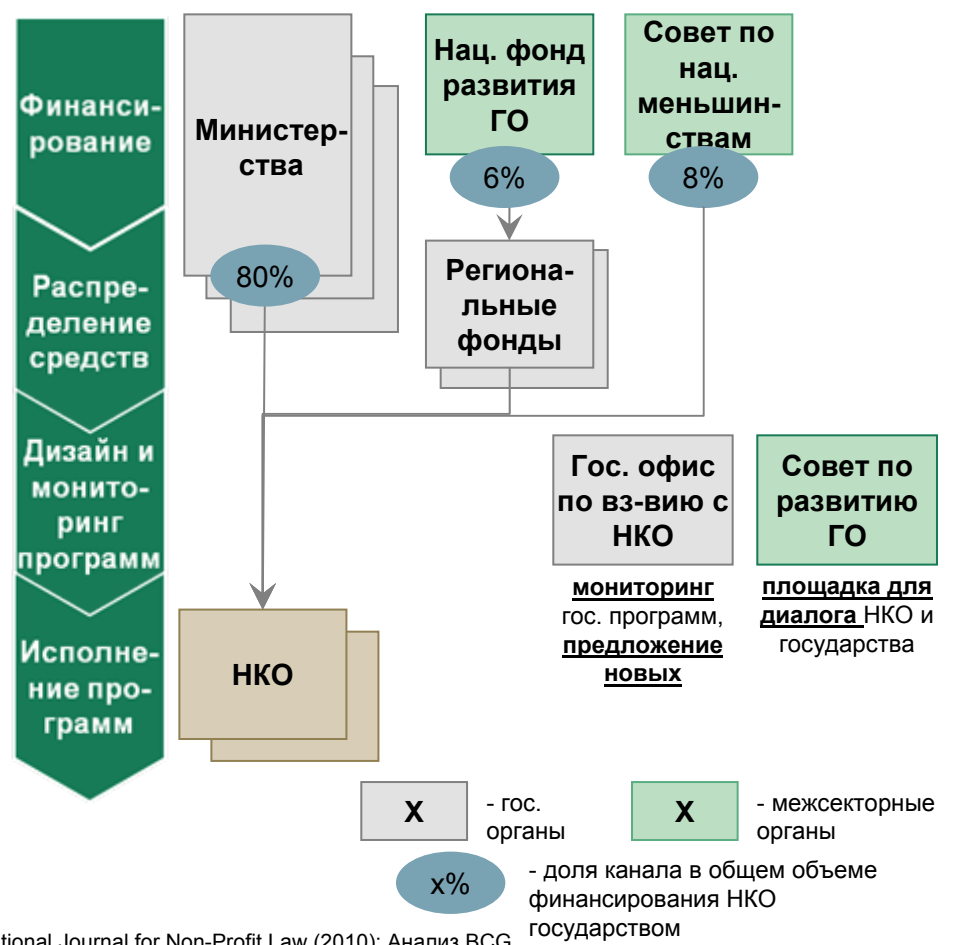 Финанси-
рование
Распре-
деление
средств
Дизайн и
монито-
ринг
программ
Исполне-
ние про-
грамм
Министер-
ства
80%
Нац. фонд
развития
ГО
6%
Совет по
нац.
меньшин-
ствам
8%
Региона-
льные
фонды
НКО
Гос. офис
по вз-вию с
НКО
мониторинг
гос. программ,
предложение
новых
Совет по
развитию
ГО
площадка для
диалога НКО и
государства
X
- гос.
органы
X
- межсекторные
органы
x%
- доля канала в общем объеме
финансирования НКО
государством
tional Journal for Non-Profit Law (2010); Анализ BCG